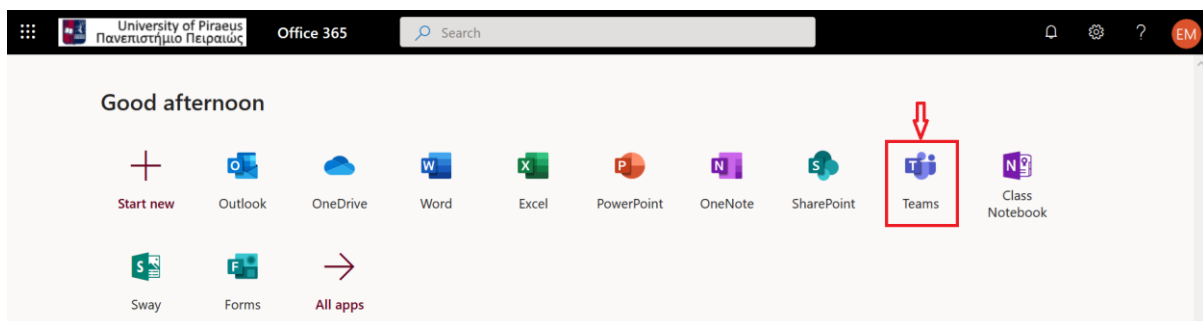 University of Piraeus
Πανεπιστήμιο Πειραιώς
Office 365
Search
?
EM
Good afternoon
Start new
Outlook
OneDrive
Word
Excel
PowerPoint
OneNote
SharePoint
Teams
Class
Notebook
Sway
Forms
All apps